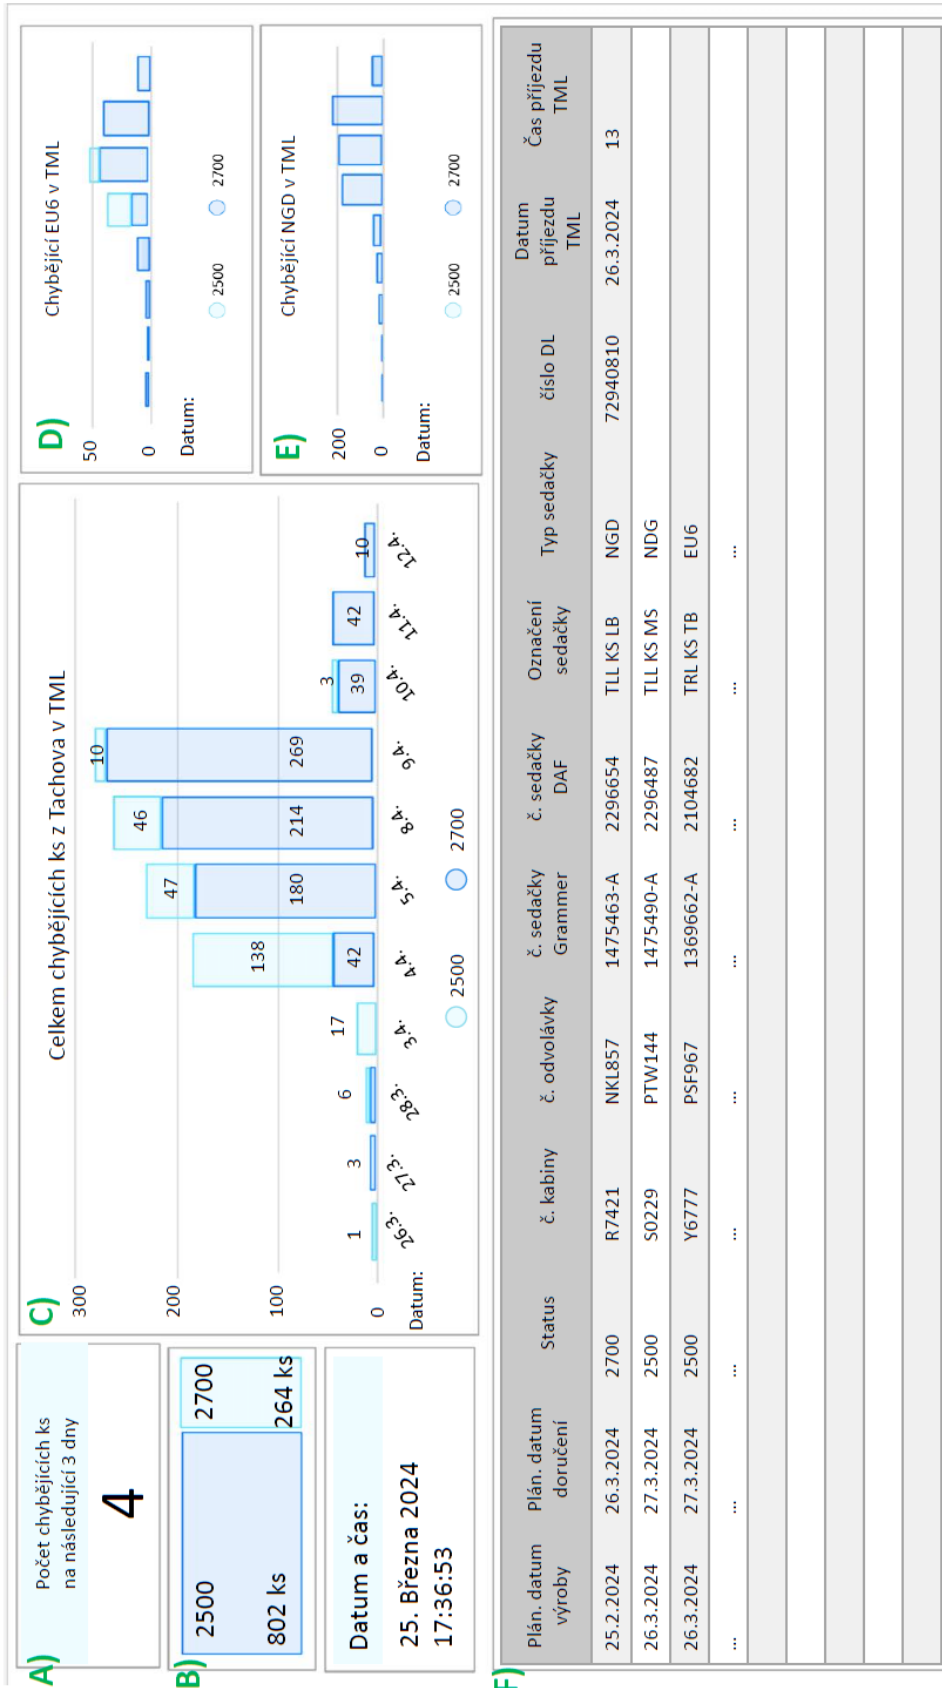 A)
Počet chybějících ks
na následující 3 dny
4
B)
2500
2700
802 ks
264 ks
Datum a čas:
25. Března 2024
17:36:53
C)
Celkem chybějících ks z Tachova v TML
300
200
100
0
1
3
6
17
138
42
47
180
46
214
10
269
3
39
42
10
Datum:
26.3.
27.3.
28.3.
3.4.
4.4.
5.4.
8.4.
9.4.
10.4.
11.4.
12.4.
2500
2700
D)
Chybějící EU6 v TML
50
0
Datum:
2500
2700
E)
Chybějící NGD v TML
200
0
Datum:
2500
2700
F)
Plán. datum výroby Plán. datum doručení Status č. kabiny č. odvolávky č. sedačky Grammer č. sedačky DAF Označení sedačky Typ sedačky číslo DL Datum příjezdu TML Čas příjezdu TML
25.2.2024 26.3.2024 2700 R7421 NKL857 1475463-A 2296654 TLL KS LB NGD 72940810 26.3.2024 13
26.3.2024 27.3.2024 2500 S0229 PTW144 1475490-A 2296487 TLL KS MS NDG
26.3.2024 27.3.2024 2500 Y6777 PSF967 1369662-A 2104682 TRL KS TB EU6
... ... ... ... ... ... ... ... ...